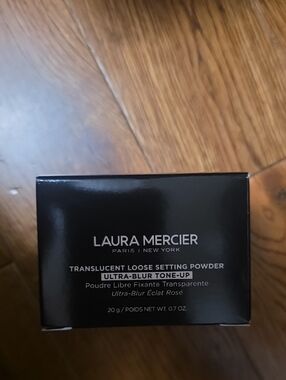 LAURA MERCIER
PARIS | NEW YORK
TRANSLUCENT LOOSE SETTING POWDER
ULTRA-BLUR TONE-UP
Poudre Libre Fixante Transparente
Ultra-Blur Éclat Rosé
20 g / POIDS NET WT. 0.7 OZ.